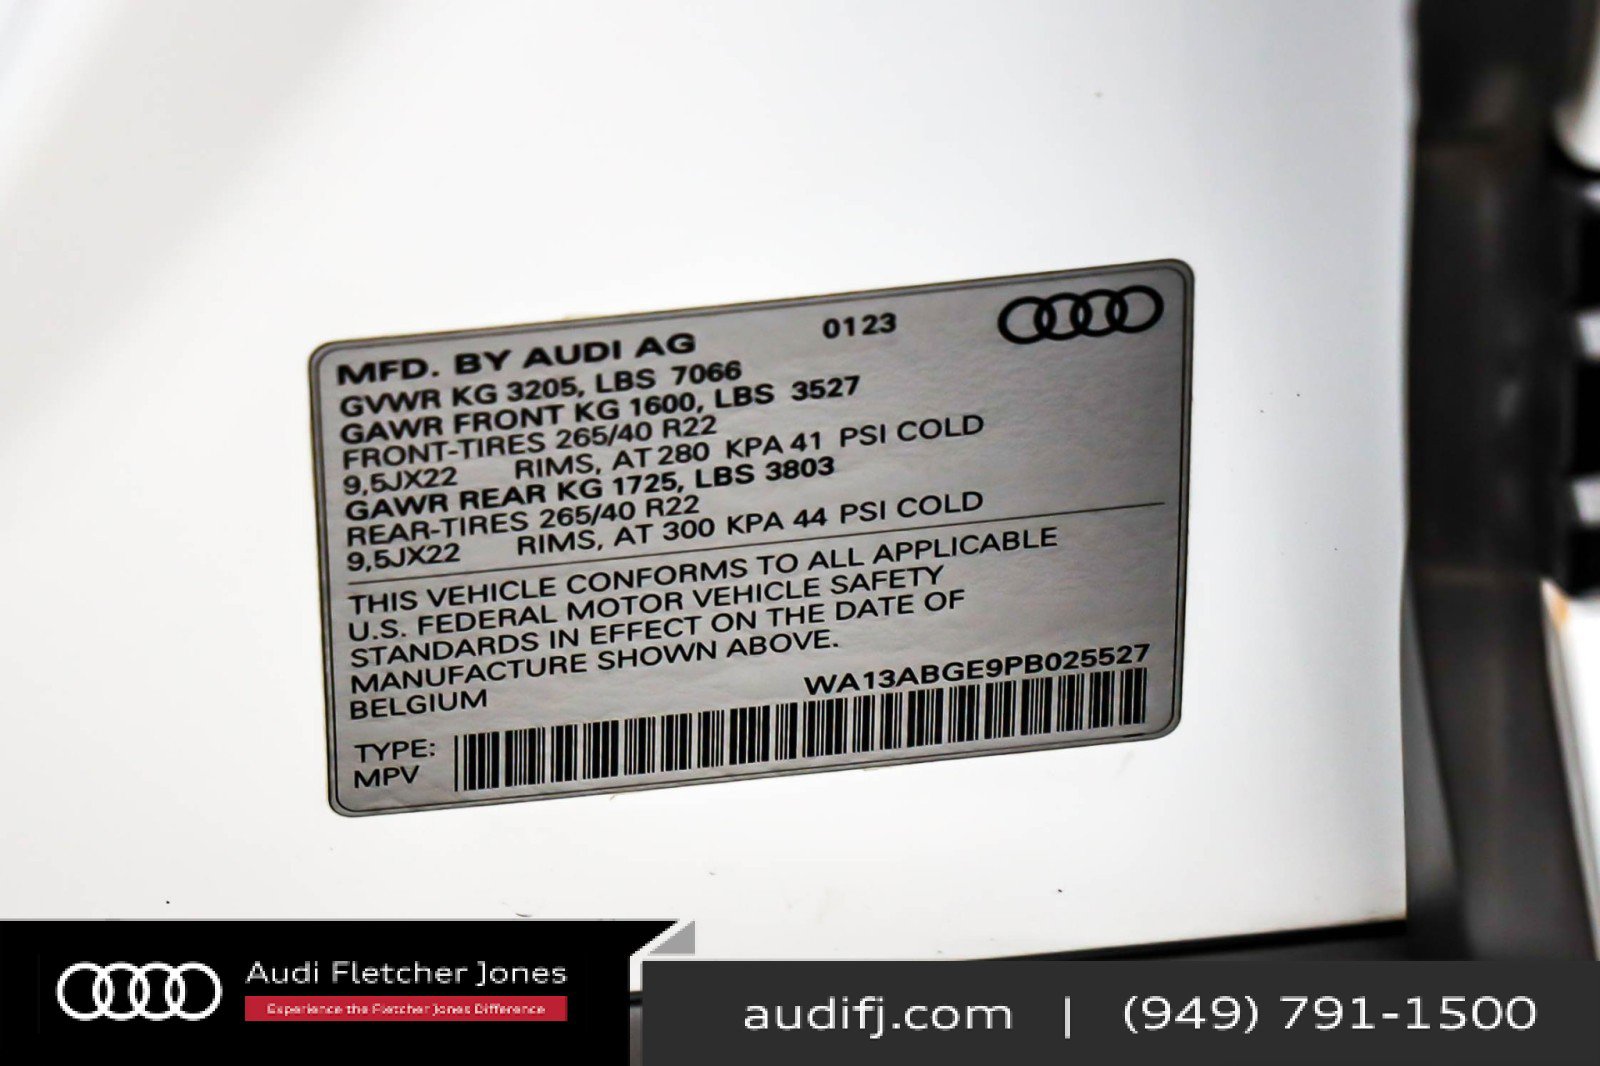 MFD. BY AUDI AG 0123
GVWR KG 3205, LBS 7066
GAWR FRONT KG 1600, LBS 3527
FRONT-TIRES 265/40 R22
9,5JX22 RIMS, AT 280 KPA 41 PSI COLD
GAWR REAR KG 1725, LBS 3803
REAR-TIRES 265/40 R22
9,5JX22 RIMS, AT 300 KPA 44 PSI COLD
THIS VEHICLE CONFORMS TO ALL APPLICABLE
U.S. FEDERAL MOTOR VEHICLE SAFETY
STANDARDS IN EFFECT ON THE DATE OF
MANUFACTURE SHOWN ABOVE.
BELGIUM WA13ABGE9PB025527
TYPE:
MPV
Audi Fletcher Jones
Experience the Fletcher Jones Difference
audifj.com | (949) 791-1500